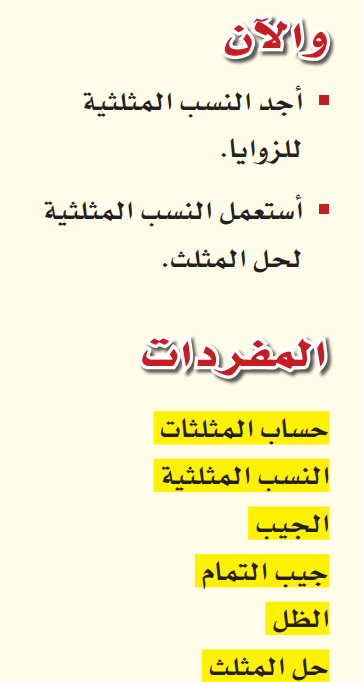 والآن
أجد النسب المثلثية
للزوايا.
أستعمل النسب المثلثية
لحل المثلث.
المفردات
حساب المثلثات
النسب المثلثية
الجيب
جيب التمام
الظل
حل المثلث